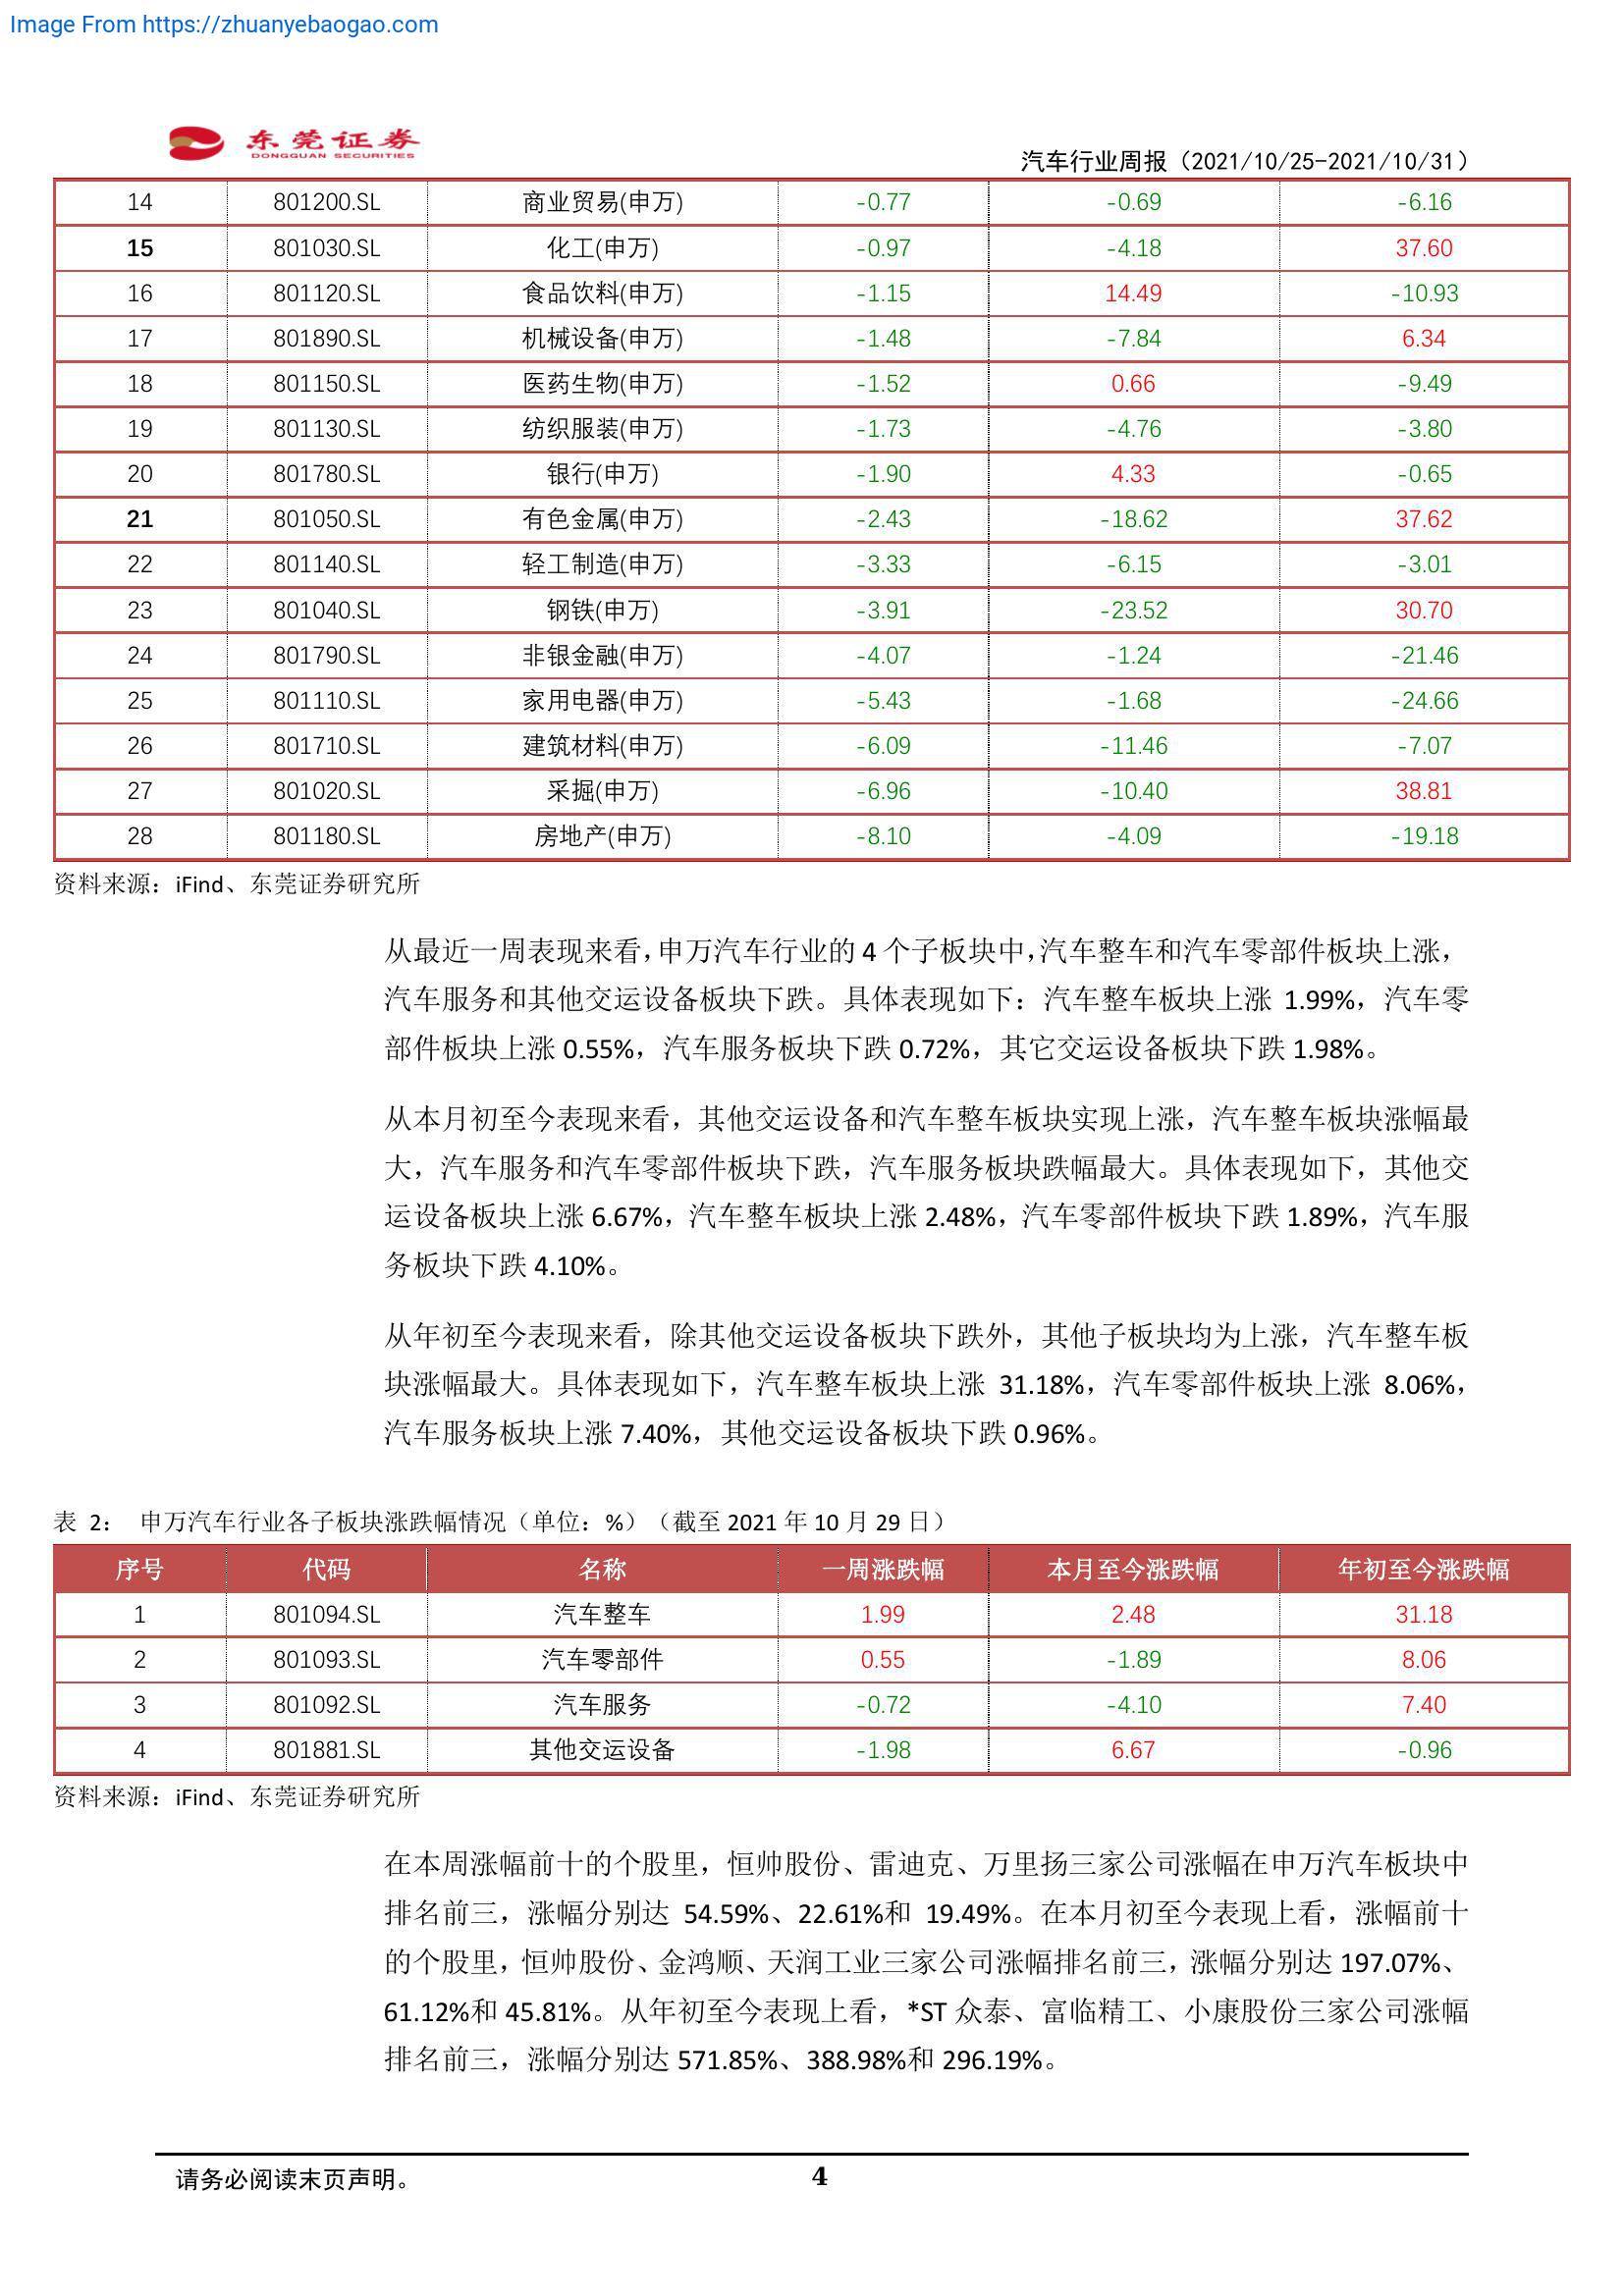 Image From https://zhuanyebaogao.com
东莞证券
DONGGUAN SECURITIES
汽车行业周报（2021/10/25-2021/10/31）
14 801200.SL 商业贸易(申万) -0.77 -0.69 -6.16
15 801030.SL 化工(申万) -0.97 -4.18 37.60
16 801120.SL 食品饮料(申万) -1.15 14.49 -10.93
17 801890.SL 机械设备(申万) -1.48 -7.84 6.34
18 801150.SL 医药生物(申万) -1.52 0.66 -9.49
19 801130.SL 纺织服装(申万) -1.73 -4.76 -3.80
20 801780.SL 银行(申万) -1.90 4.33 -0.65
21 801050.SL 有色金属(申万) -2.43 -18.62 37.62
22 801140.SL 轻工制造(申万) -3.33 -6.15 -3.01
23 801040.SL 钢铁(申万) -3.91 -23.52 30.70
24 801790.SL 非银金融(申万) -4.07 -1.24 -21.46
25 801110.SL 家用电器(申万) -5.43 -1.68 -24.66
26 801710.SL 建筑材料(申万) -6.09 -11.46 -7.07
27 801020.SL 采掘(申万) -6.96 -10.40 38.81
28 801180.SL 房地产(申万) -8.10 -4.09 -19.18
资料来源：iFind、东莞证券研究所
从最近一周表现来看，申万汽车行业的 4 个子板块中，汽车整车和汽车零部件板块上涨，
汽车服务和其他交运设备板块下跌。具体表现如下：汽车整车板块上涨 1.99%，汽车零
部件板块上涨 0.55%，汽车服务板块下跌 0.72%，其它交运设备板块下跌 1.98%。
从本月初至今表现来看，其他交运设备和汽车整车板块实现上涨，汽车整车板块涨幅最
大，汽车服务和汽车零部件板块下跌，汽车服务板块跌幅最大。具体表现如下，其他交
运设备板块上涨 6.67%，汽车整车板块上涨 2.48%，汽车零部件板块下跌 1.89%，汽车服
务板块下跌 4.10%。
从年初至今表现来看，除其他交运设备板块下跌外，其他子板块均为上涨，汽车整车板
块涨幅最大。具体表现如下，汽车整车板块上涨 31.18%，汽车零部件板块上涨 8.06%，
汽车服务板块上涨 7.40%，其他交运设备板块下跌 0.96%。
表 2： 申万汽车行业各子板块涨跌幅情况（单位：%）（截至 2021 年 10 月 29 日）
序号 代码 名称 一周涨跌幅 本月至今涨跌幅 年初至今涨跌幅
1 801094.SL 汽车整车 1.99 2.48 31.18
2 801093.SL 汽车零部件 0.55 -1.89 8.06
3 801092.SL 汽车服务 -0.72 -4.10 7.40
4 801881.SL 其他交运设备 -1.98 6.67 -0.96
资料来源：iFind、东莞证券研究所
在本周涨幅前十的个股里，恒帅股份、雷迪克、万里扬三家公司涨幅在申万汽车板块中
排名前三，涨幅分别达 54.59%、22.61%和 19.49%。在本月初至今表现上看，涨幅前十
的个股里，恒帅股份、金鸿顺、天润工业三家公司涨幅排名前三，涨幅分别达 197.07%、
61.12%和 45.81%。从年初至今表现上看，*ST 众泰、富临精工、小康股份三家公司涨幅
排名前三，涨幅分别达 571.85%、388.98%和 296.19%。
请务必阅读末页声明。 4